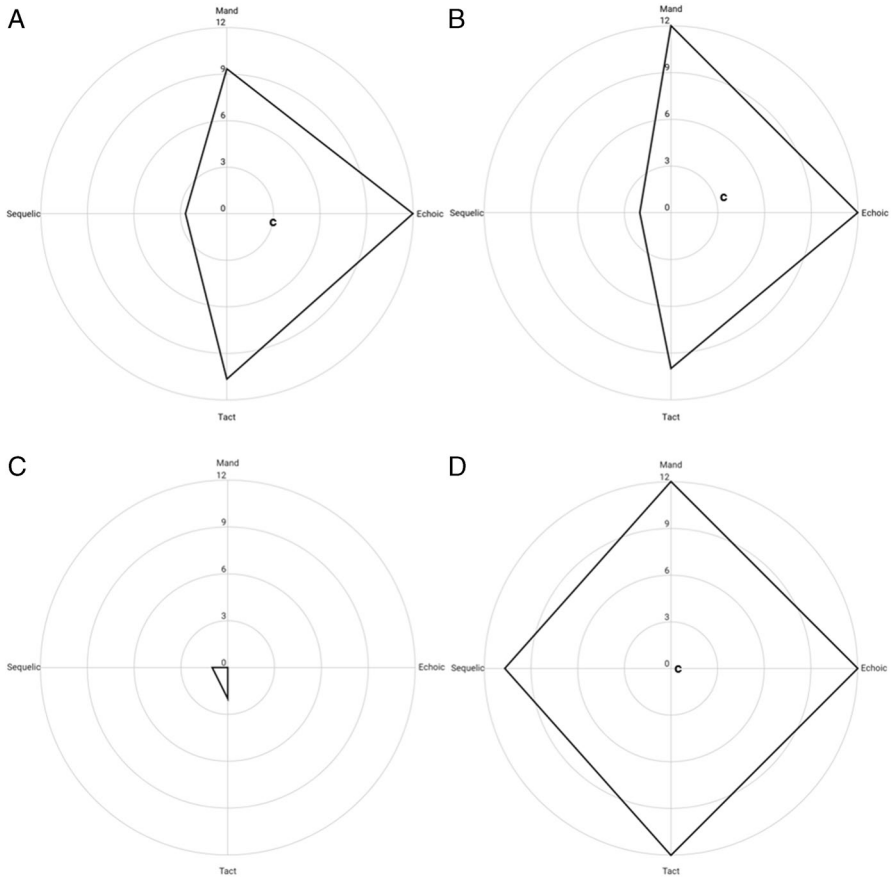 A
Mand
12
9
6
3
0
Sequelic
c
Echoic
Tact
B
Mand
12
9
6
3
0
Sequelic
c
Echoic
Tact
C
Mand
12
9
6
3
0
Sequelic
Echoic
Tact
D
Mand
12
9
6
3
0
Sequelic
c
Echoic
Tact